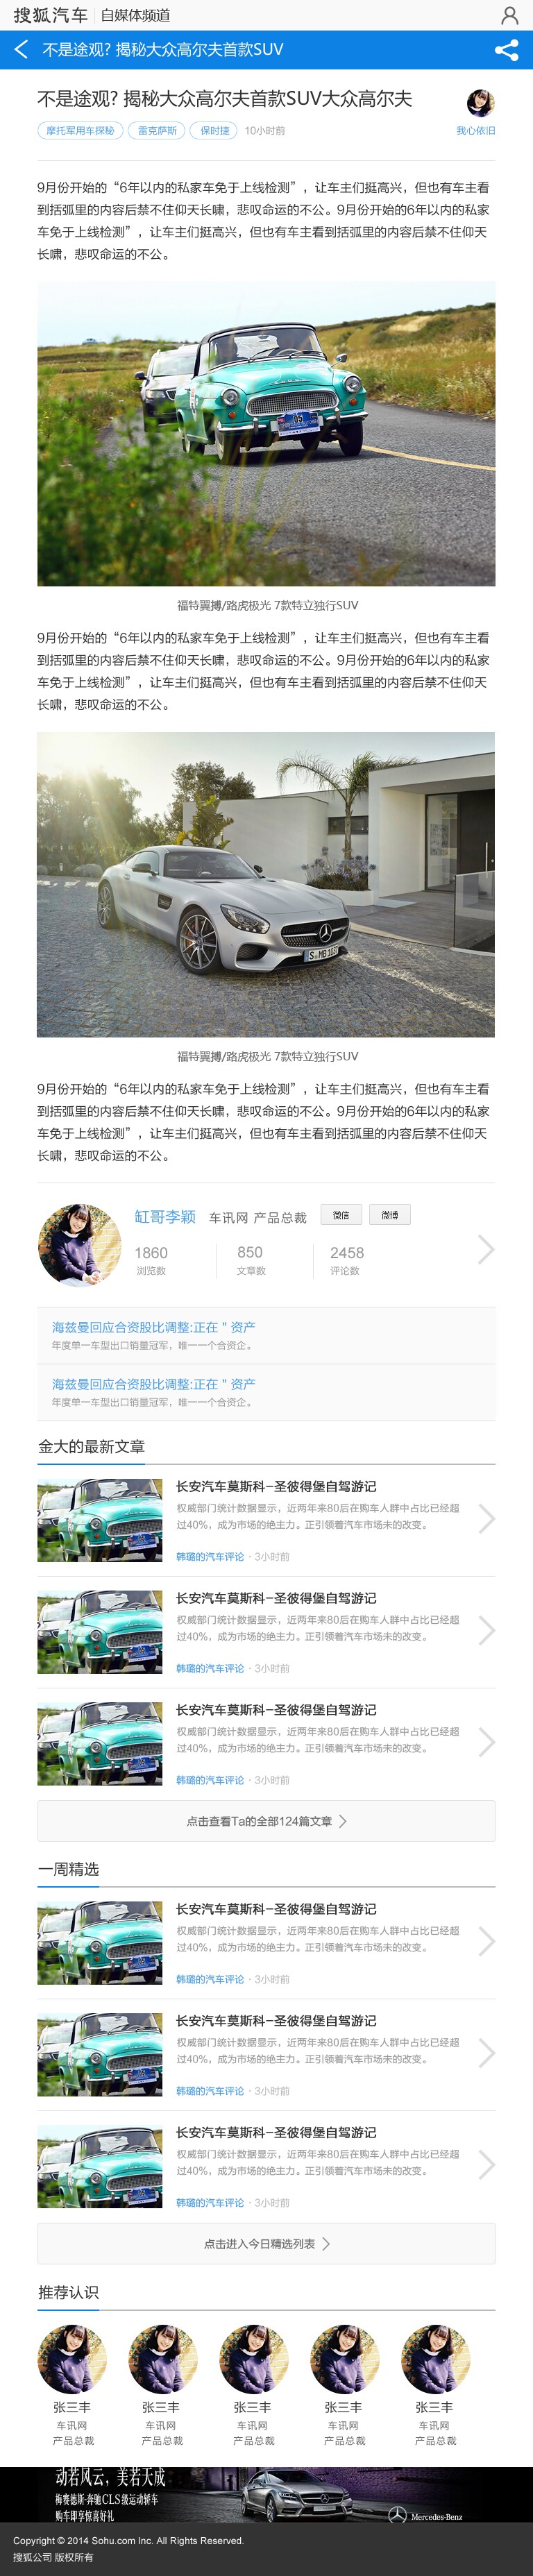 搜狐汽车 自媒体频道
不是途观? 揭秘大众高尔夫首款SUV
不是途观? 揭秘大众高尔夫首款SUV大众高尔夫
摩托军用车探秘 雷克萨斯 保时捷 10小时前 我心依旧
9月份开始的“6年以内的私家车免于上线检测”，让车主们挺高兴，但也有车主看
到括弧里的内容后禁不住仰天长啸，悲叹命运的不公。9月份开始的6年以内的私家
车免于上线检测”，让车主们挺高兴，但也有车主看到括弧里的内容后禁不住仰天
长啸，悲叹命运的不公。
福特翼搏/路虎极光 7款特立独行SUV
9月份开始的“6年以内的私家车免于上线检测”，让车主们挺高兴，但也有车主看
到括弧里的内容后禁不住仰天长啸，悲叹命运的不公。9月份开始的6年以内的私家
车免于上线检测”，让车主们挺高兴，但也有车主看到括弧里的内容后禁不住仰天
长啸，悲叹命运的不公。
福特翼搏/路虎极光 7款特立独行SUV
9月份开始的“6年以内的私家车免于上线检测”，让车主们挺高兴，但也有车主看
到括弧里的内容后禁不住仰天长啸，悲叹命运的不公。9月份开始的6年以内的私家
车免于上线检测”，让车主们挺高兴，但也有车主看到括弧里的内容后禁不住仰天
长啸，悲叹命运的不公。
缸哥李颖 车讯网 产品总裁 微信 微博
1860 850 2458
浏览数 文章数 评论数
海兹曼回应合资股比调整:正在＂资产
年度单一车型出口销量冠军，唯一一个合资企。
海兹曼回应合资股比调整:正在＂资产
年度单一车型出口销量冠军，唯一一个合资企。
金大的最新文章
长安汽车莫斯科-圣彼得堡自驾游记
权威部门统计数据显示，近两年来80后在购车人群中占比已经超
过40%，成为市场的绝主力。正引领着汽车市场未的改变。
韩璐的汽车评论 · 3小时前
长安汽车莫斯科-圣彼得堡自驾游记
权威部门统计数据显示，近两年来80后在购车人群中占比已经超
过40%，成为市场的绝主力。正引领着汽车市场未的改变。
韩璐的汽车评论 · 3小时前
长安汽车莫斯科-圣彼得堡自驾游记
权威部门统计数据显示，近两年来80后在购车人群中占比已经超
过40%，成为市场的绝主力。正引领着汽车市场未的改变。
韩璐的汽车评论 · 3小时前
点击查看Ta的全部124篇文章
一周精选
长安汽车莫斯科-圣彼得堡自驾游记
权威部门统计数据显示，近两年来80后在购车人群中占比已经超
过40%，成为市场的绝主力。正引领着汽车市场未的改变。
韩璐的汽车评论 · 3小时前
长安汽车莫斯科-圣彼得堡自驾游记
权威部门统计数据显示，近两年来80后在购车人群中占比已经超
过40%，成为市场的绝主力。正引领着汽车市场未的改变。
韩璐的汽车评论 · 3小时前
长安汽车莫斯科-圣彼得堡自驾游记
权威部门统计数据显示，近两年来80后在购车人群中占比已经超
过40%，成为市场的绝主力。正引领着汽车市场未的改变。
韩璐的汽车评论 · 3小时前
点击进入今日精选列表
推荐认识
张三丰 张三丰 张三丰 张三丰 张三丰
车讯网 车讯网 车讯网 车讯网 车讯网
产品总裁 产品总裁 产品总裁 产品总裁 产品总裁
动若风云，美若天成
梅赛德斯-奔驰CLS级运动轿车
购车即享惊喜好礼
Mercedes-Benz
Copyright © 2014 Sohu.com Inc. All Rights Reserved.
搜狐公司 版权所有